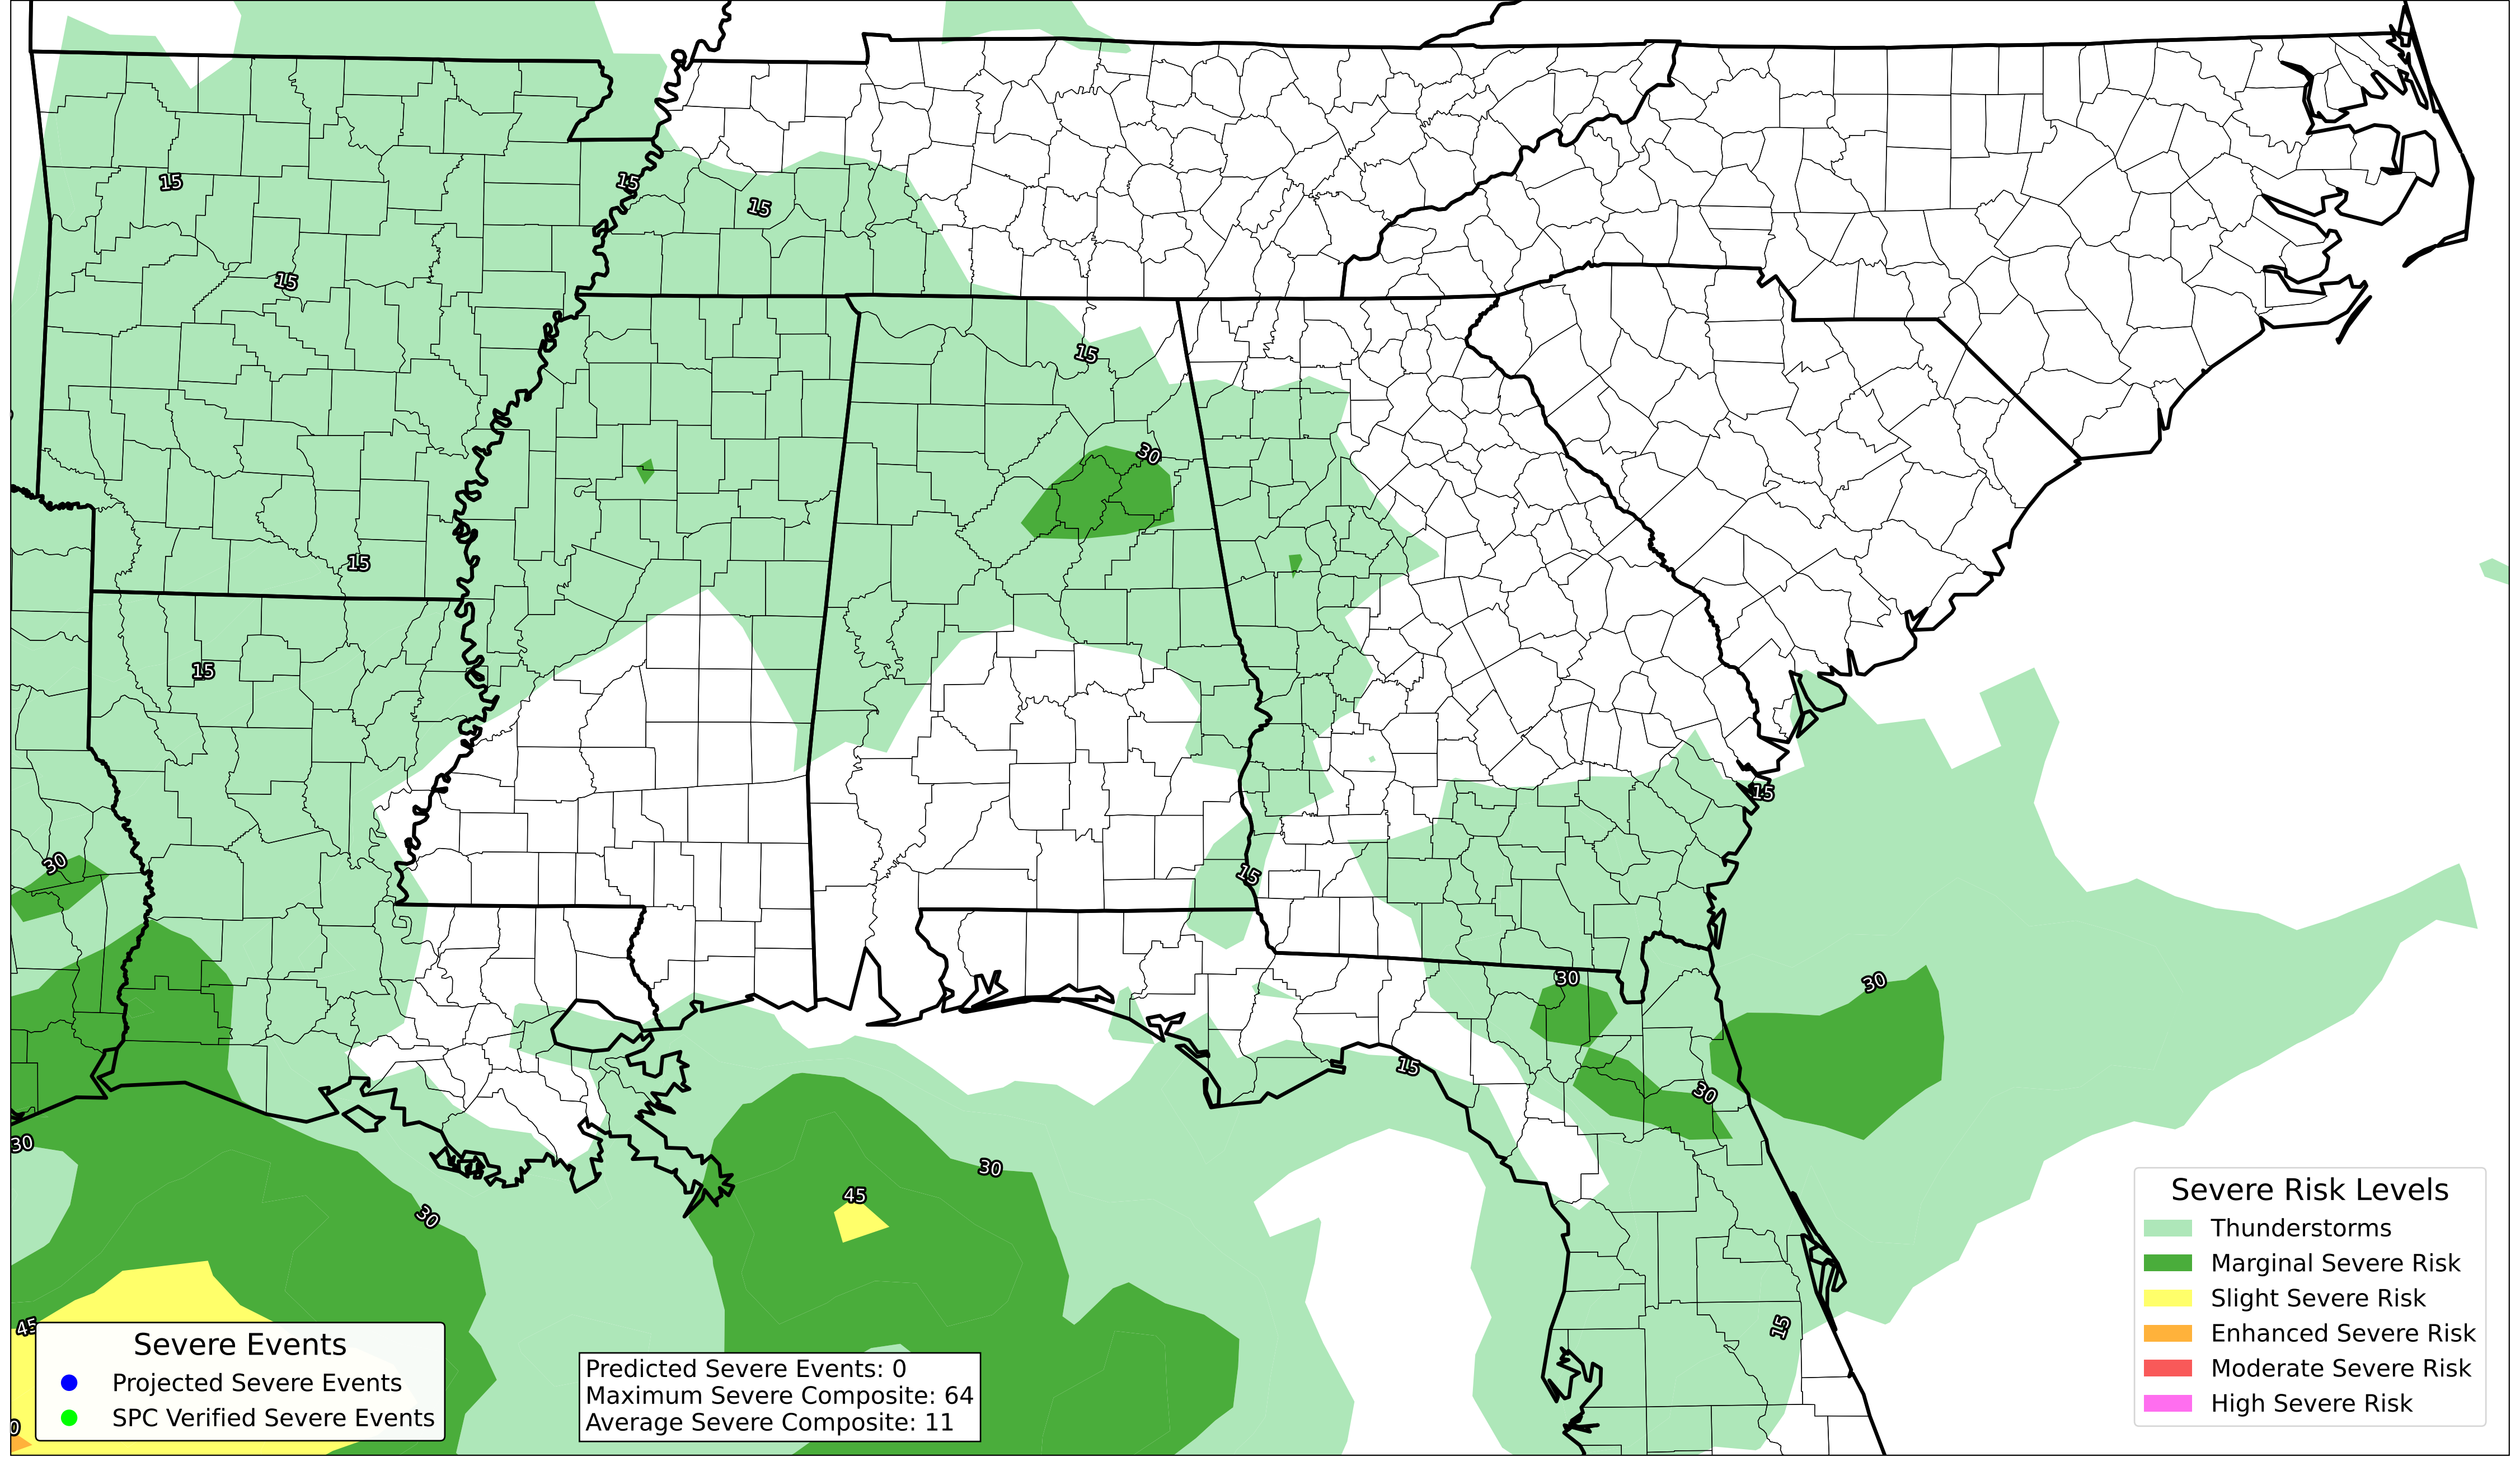 15
15
15
15
15
30
15
15
15
30
15
30
30
30
15
30
30
30
30
45
15
45
Severe Events
Projected Severe Events
SPC Verified Severe Events
Predicted Severe Events: 0
Maximum Severe Composite: 64
Average Severe Composite: 11
Severe Risk Levels
Thunderstorms
Marginal Severe Risk
Slight Severe Risk
Enhanced Severe Risk
Moderate Severe Risk
High Severe Risk